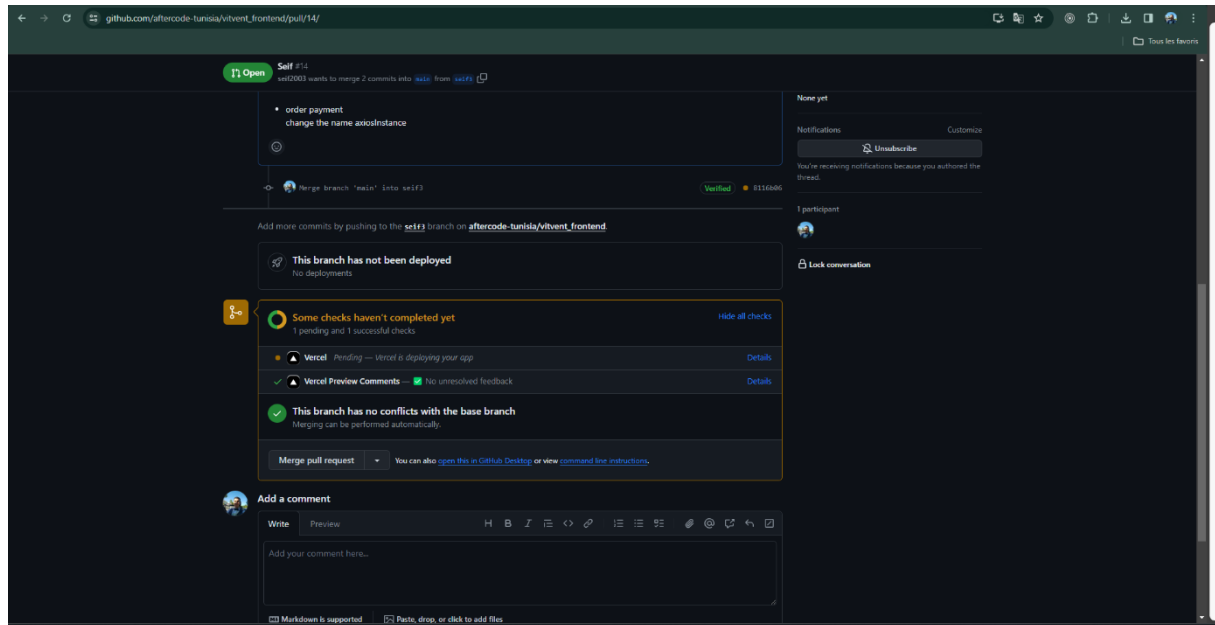 github.com/aftercode-tunisia/vitvent_frontend/pull/14/
Tous les favoris
Open
Seif #14
seif2003 wants to merge 2 commits into main from seif3
order payment
change the name axiosInstance
Merge branch 'main' into seif3
Verified
8116b06
Add more commits by pushing to the seif3 branch on aftercode-tunisia/vitvent_frontend.
This branch has not been deployed
No deployments
Some checks haven't completed yet
Hide all checks
1 pending and 1 successful checks
Vercel Pending — Vercel is deploying your app
Details
Vercel Preview Comments — ✅ No unresolved feedback
Details
This branch has no conflicts with the base branch
Merging can be performed automatically.
Merge pull request
You can also open this in GitHub Desktop or view command line instructions.
Add a comment
Write Preview
H B I
Add your comment here...
Markdown is supported
Paste, drop, or click to add files
None yet
Notifications
Customize
Unsubscribe
You're receiving notifications because you authored the
thread.
1 participant
Lock conversation